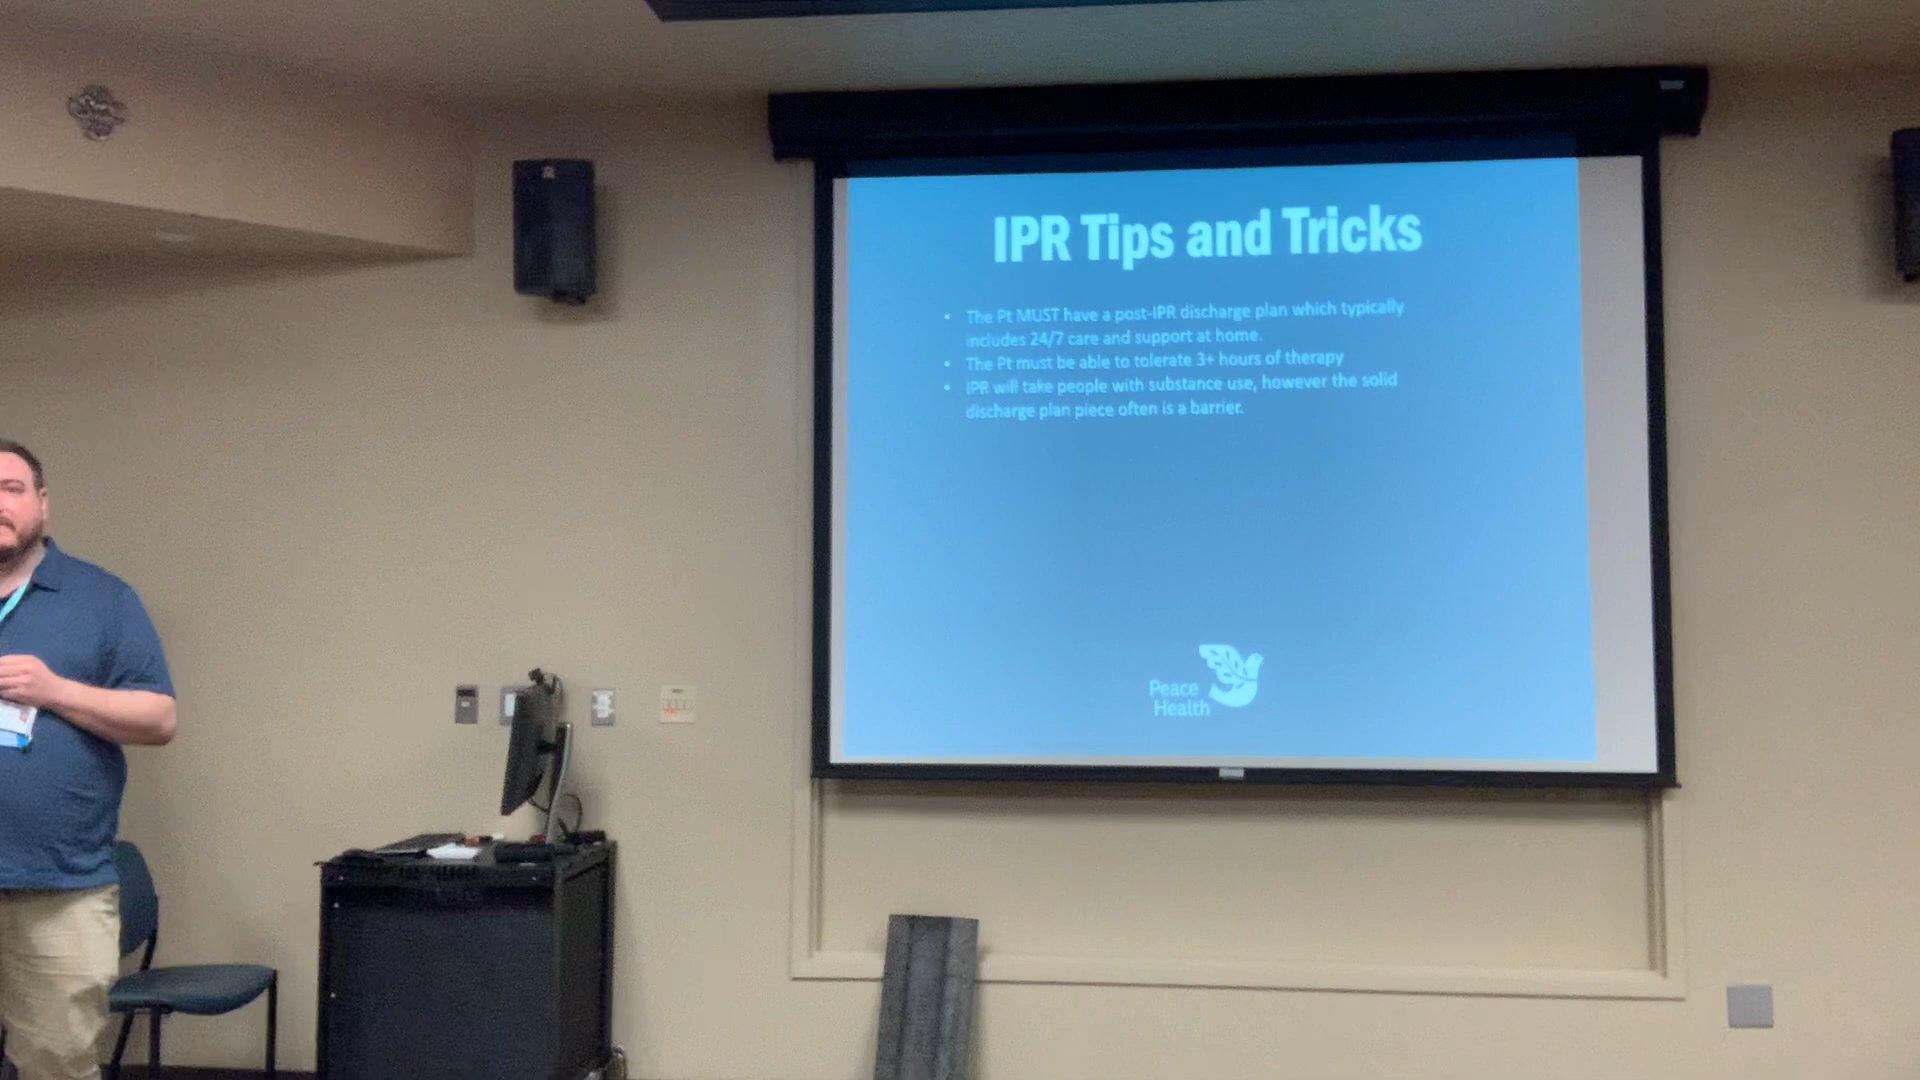 IPR Tips and Tricks
• The Pt MUST have a post-IPR discharge plan which typically
includes 24/7 care and support at home.
• The Pt must be able to tolerate 3+ hours of therapy
• IPR will take people with substance use, however the solid
discharge plan piece often is a barrier.
Peace
Health